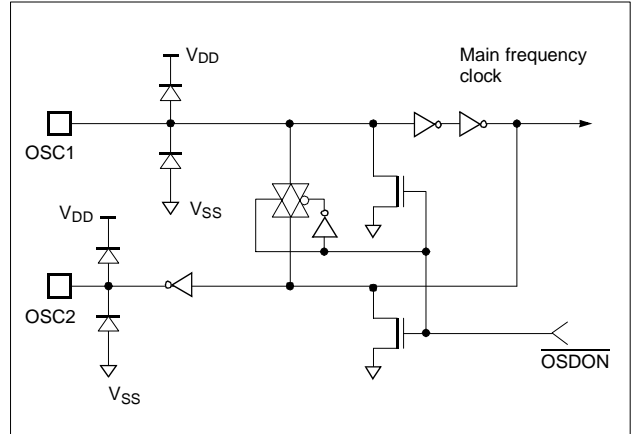 VDD
Main frequency
clock
OSC1
VSS
VDD
OSC2
OSDON
VSS